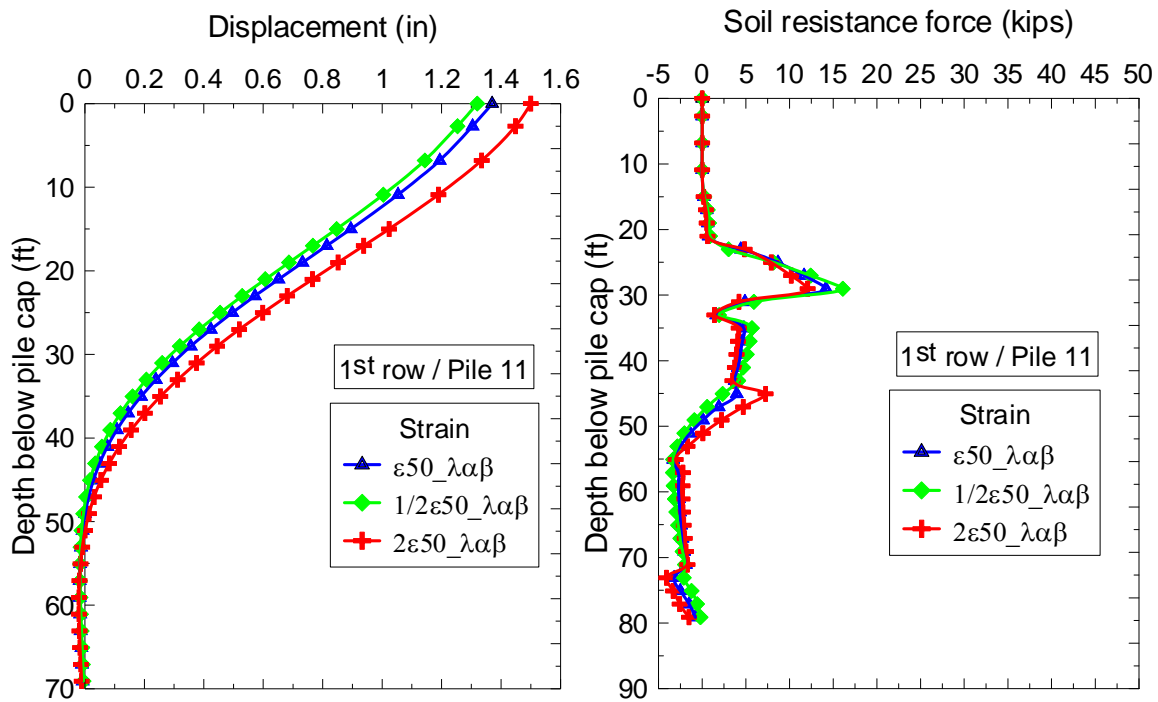 Displacement (in)
0 0.2 0.4 0.6 0.8 1 1.2 1.4 1.6
0
10
20
30
40
50
60
70
Depth below pile cap (ft)
1st row / Pile 11
Strain
ε50_λαβ
1/2ε50_λαβ
2ε50_λαβ
Soil resistance force (kips)
-5 0 5 10 15 20 25 30 35 40 45 50
0
10
20
30
40
50
60
70
80
90
Depth below pile cap (ft)
1st row / Pile 11
Strain
ε50_λαβ
1/2ε50_λαβ
2ε50_λαβ